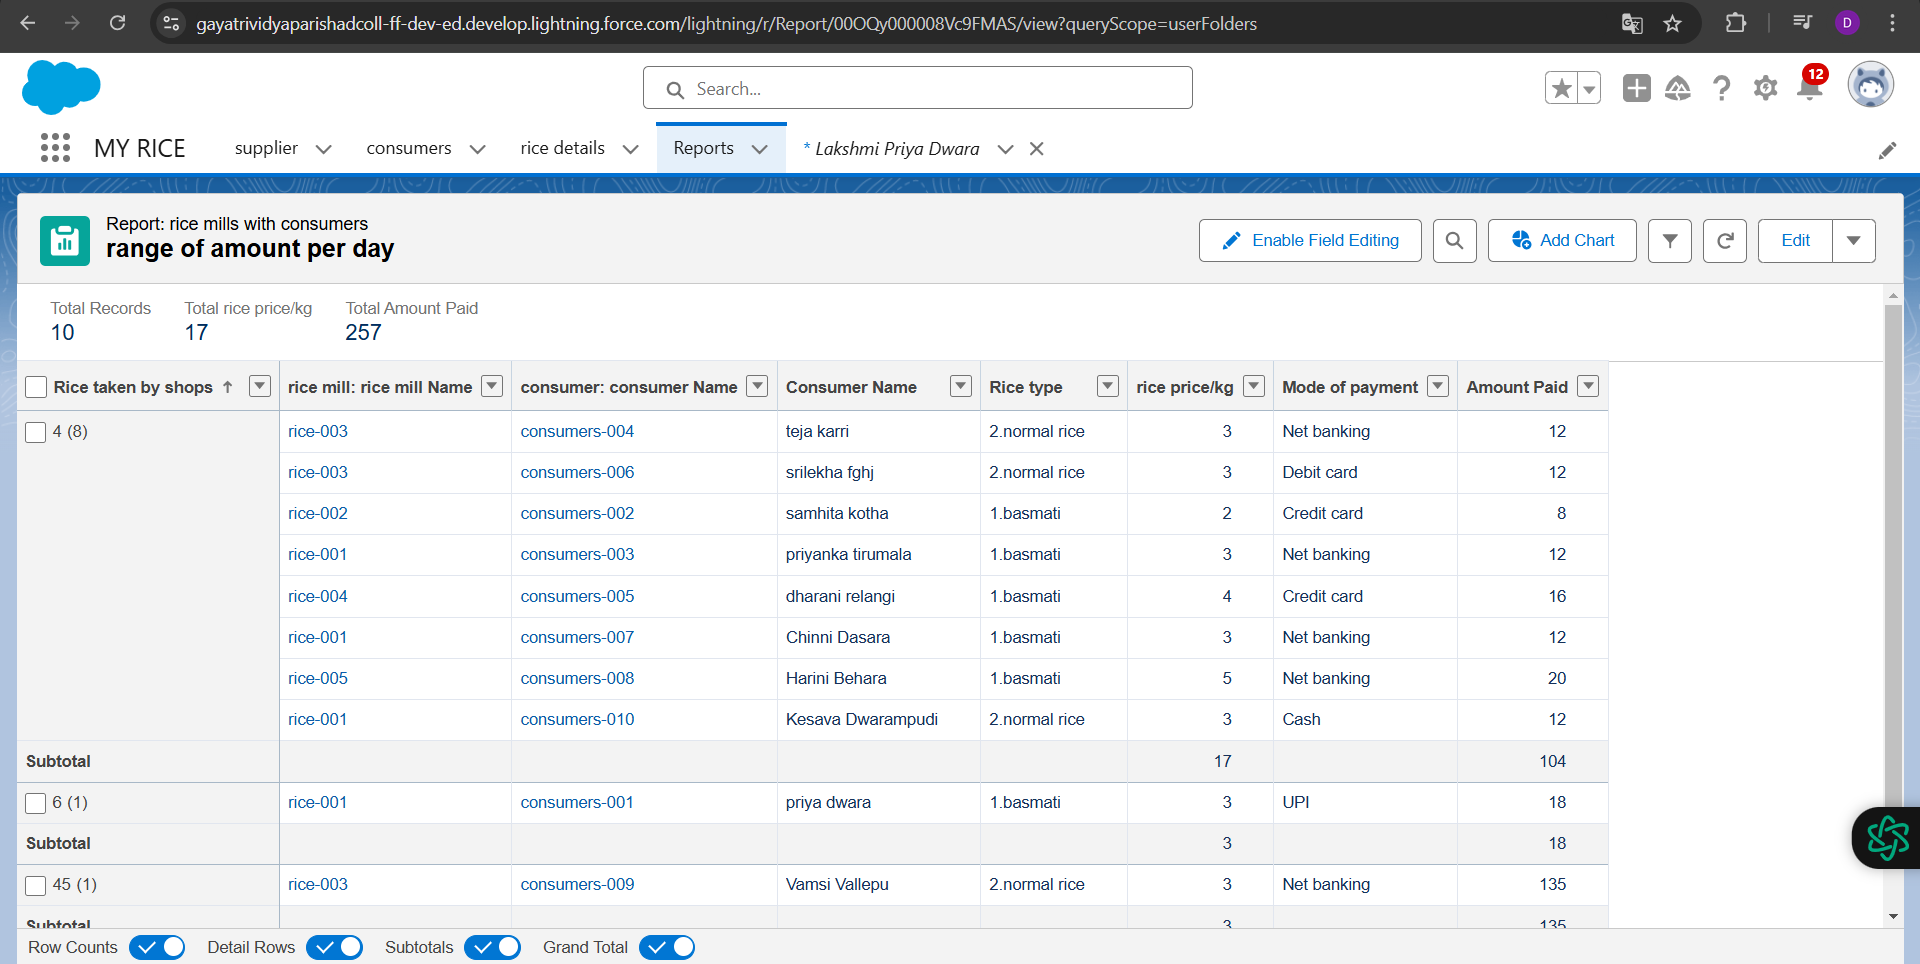 gayatrividyaparishadcoll-ff-dev-ed.develop.lightning.force.com/lightning/r/Report/00OQy000008Vc9FMAS/view?queryScope=userFolders
D
Search...
12
MY RICE
supplier
consumers
rice details
Reports
* Lakshmi Priya Dwara
Report: rice mills with consumers
range of amount per day
Enable Field Editing
Add Chart
Edit
Total Records
10
Total rice price/kg
17
Total Amount Paid
257
Rice taken by shops ↑ rice mill: rice mill Name consumer: consumer Name Consumer Name Rice type rice price/kg Mode of payment Amount Paid
4 (8) rice-003 consumers-004 teja karri 2.normal rice 3 Net banking 12
rice-003 consumers-006 srilekha fghj 2.normal rice 3 Debit card 12
rice-002 consumers-002 samhita kotha 1.basmati 2 Credit card 8
rice-001 consumers-003 priyanka tirumala 1.basmati 3 Net banking 12
rice-004 consumers-005 dharani relangi 1.basmati 4 Credit card 16
rice-001 consumers-007 Chinni Dasara 1.basmati 3 Net banking 12
rice-005 consumers-008 Harini Behara 1.basmati 5 Net banking 20
rice-001 consumers-010 Kesava Dwarampudi 2.normal rice 3 Cash 12
Subtotal 17 104
6 (1) rice-001 consumers-001 priya dwara 1.basmati 3 UPI 18
Subtotal 3 18
45 (1) rice-003 consumers-009 Vamsi Vallepu 2.normal rice 3 Net banking 135
Subtotal 3 135
Row Counts
Detail Rows
Subtotals
Grand Total